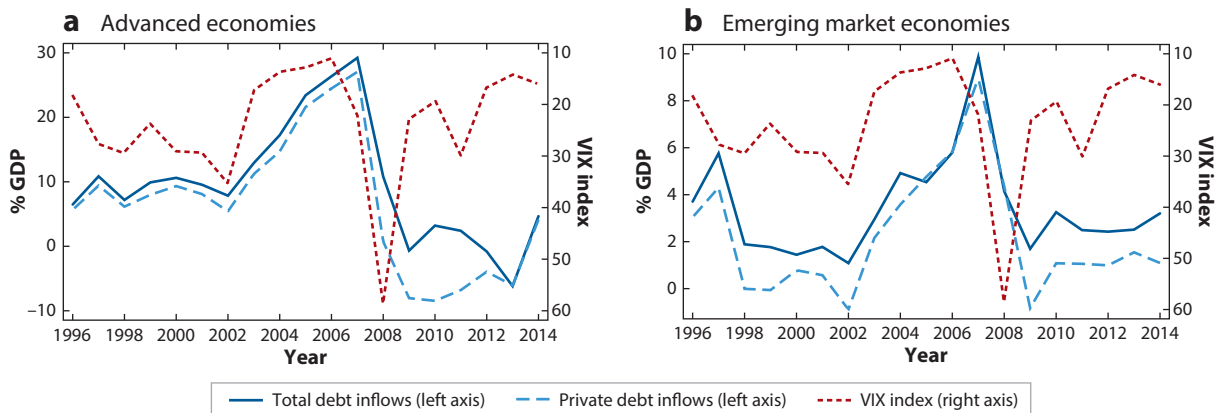 a Advanced economies
% GDP
30
20
10
0
−10
10
20
30
40
50
60
VIX index
1996 1998 2000 2002 2004 2006 2007 2008 2010 2012 2014
Year
b Emerging market economies
% GDP
10
8
6
4
2
0
10
20
30
40
50
60
VIX index
1996 1998 2000 2002 2004 2006 2007 2008 2010 2012 2014
Year
Total debt inflows (left axis) Private debt inflows (left axis) VIX index (right axis)